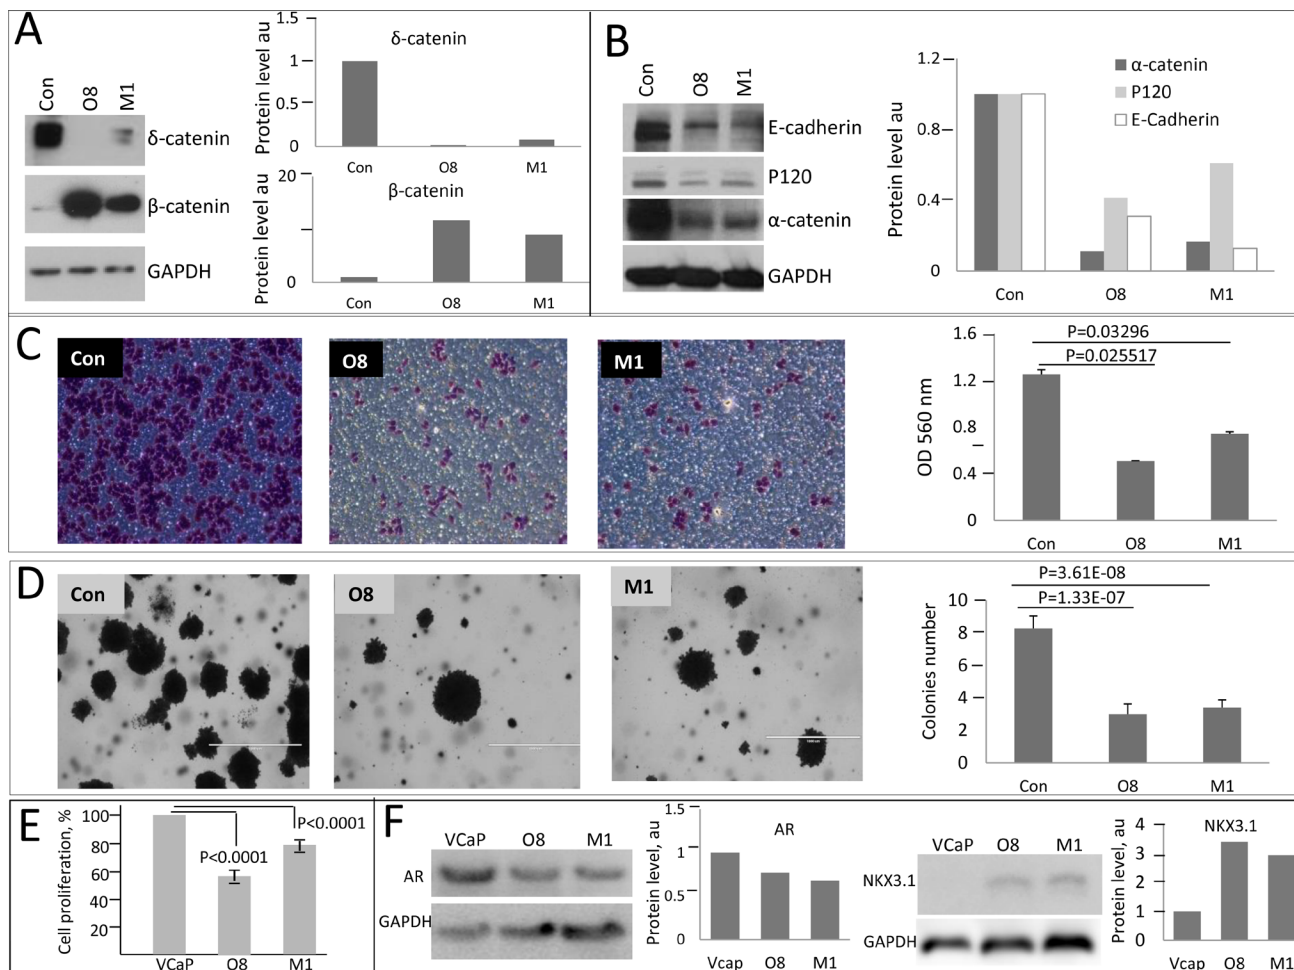 A
Con
O8
M1
δ-catenin
β-catenin
GAPDH
Protein level au
1.5
1
0.5
0
δ-catenin
Con
O8
M1
Protein level au
20
0
β-catenin
Con
O8
M1
B
Con
O8
M1
E-cadherin
P120
α-catenin
GAPDH
Protein level au
1.2
0.8
0.4
0
α-catenin
P120
E-Cadherin
Con
O8
M1
C
Con
O8
M1
OD 560 nm
1.6
1.2
0.8
0.4
0
P=0.03296
P=0.025517
Con
O8
M1
D
Con
O8
M1
Colonies number
10
8
6
4
2
0
P=3.61E-08
P=1.33E-07
Con
O8
M1
E
Cell proliferation, %
100
80
60
40
20
P<0.0001
P<0.0001
VCaP
O8
M1
F
VCaP
O8
M1
AR
GAPDH
Protein level, au
1.5
1
0.5
0
AR
Vcap
O8
M1
VCaP
O8
M1
NKX3.1
GAPDH
Protein level, au
4
3
2
1
0
NKX3.1
Vcap
O8
M1